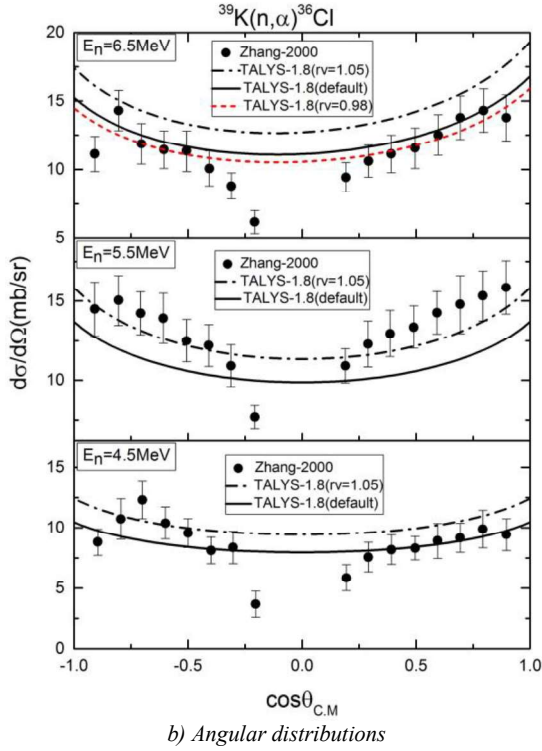 ³⁹K(n,α)³⁶Cl
20
Eₙ=6.5MeV
Zhang-2000
TALYS-1.8(rv=1.05)
TALYS-1.8(default)
TALYS-1.8(rv=0.98)
15
10
5
Eₙ=5.5MeV
Zhang-2000
TALYS-1.8(rv=1.05)
TALYS-1.8(default)
15
10
dσ/dΩ(mb/sr)
Eₙ=4.5MeV
Zhang-2000
TALYS-1.8(rv=1.05)
TALYS-1.8(default)
15
10
5
0
-1.0 -0.5 0.0 0.5 1.0
cosθ_C.M
b) Angular distributions